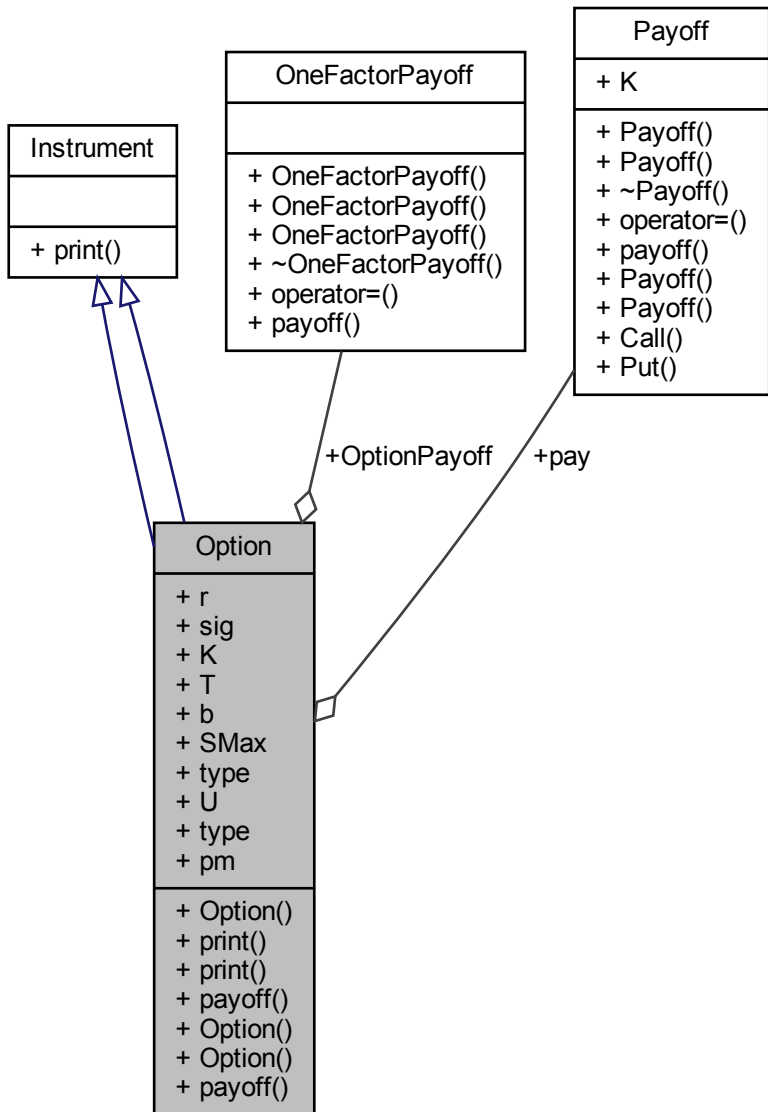 Payoff
+ K
+ Payoff()
+ Payoff()
+ ~Payoff()
+ operator=()
+ payoff()
+ Payoff()
+ Payoff()
+ Call()
+ Put()
OneFactorPayoff
+ OneFactorPayoff()
+ OneFactorPayoff()
+ OneFactorPayoff()
+ ~OneFactorPayoff()
+ operator=()
+ payoff()
Instrument
+ print()
+OptionPayoff
+pay
Option
+ r
+ sig
+ K
+ T
+ b
+ SMax
+ type
+ U
+ type
+ pm
+ Option()
+ print()
+ print()
+ payoff()
+ Option()
+ Option()
+ payoff()